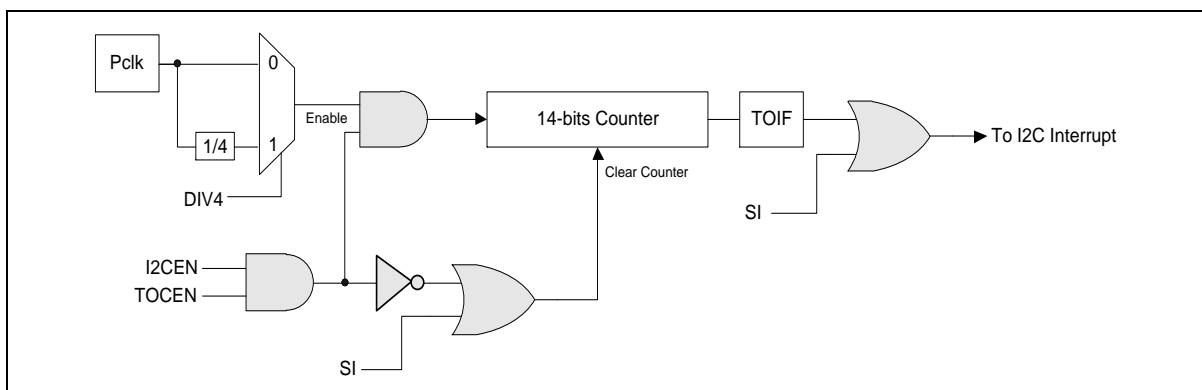 Pclk
0
1/4
1
DIV4
Enable
14-bits Counter
TOIF
To I2C Interrupt
Clear Counter
SI
I2CEN
TOCEN
SI